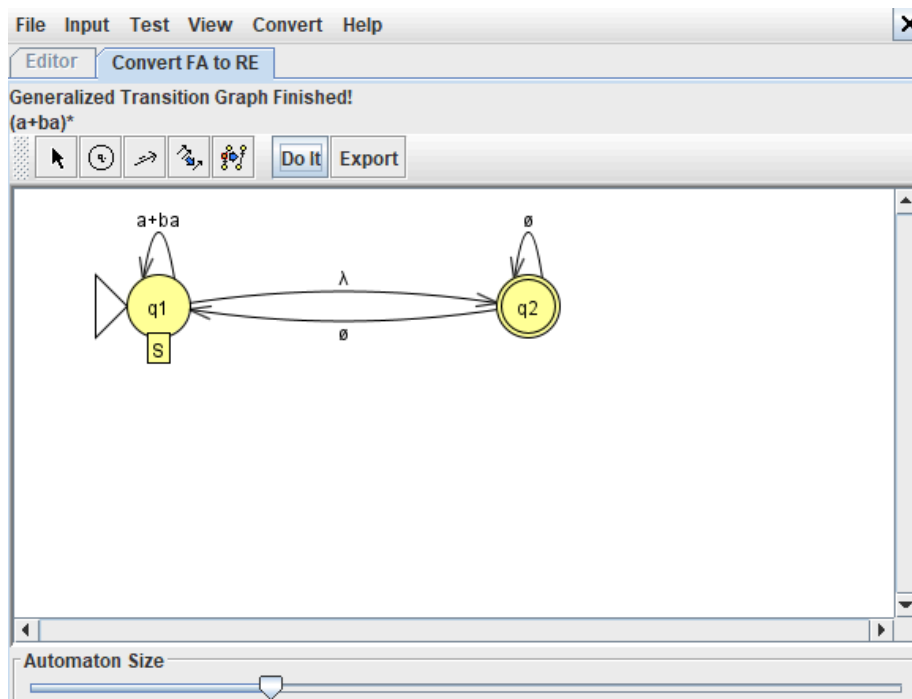 File Input Test View Convert Help
Editor Convert FA to RE
Generalized Transition Graph Finished!
(a+ba)*
Do It Export
a+ba ø
λ
q1 q2
ø
S
Automaton Size